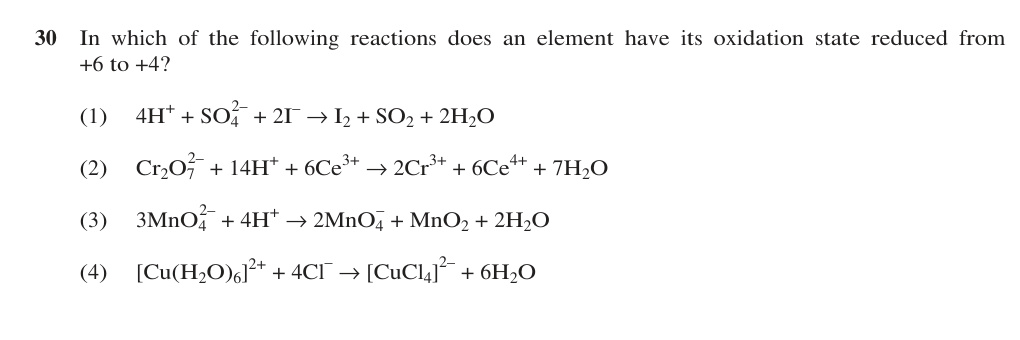 30 In which of the following reactions does an element have its oxidation state reduced from
+6 to +4?
(1) 4H⁺ + SO₄²⁻ + 2I⁻ → I₂ + SO₂ + 2H₂O
(2) Cr₂O₇²⁻ + 14H⁺ + 6Ce³⁺ → 2Cr³⁺ + 6Ce⁴⁺ + 7H₂O
(3) 3MnO₄²⁻ + 4H⁺ → 2MnO₄⁻ + MnO₂ + 2H₂O
(4) [Cu(H₂O)₆]²⁺ + 4Cl⁻ → [CuCl₄]²⁻ + 6H₂O